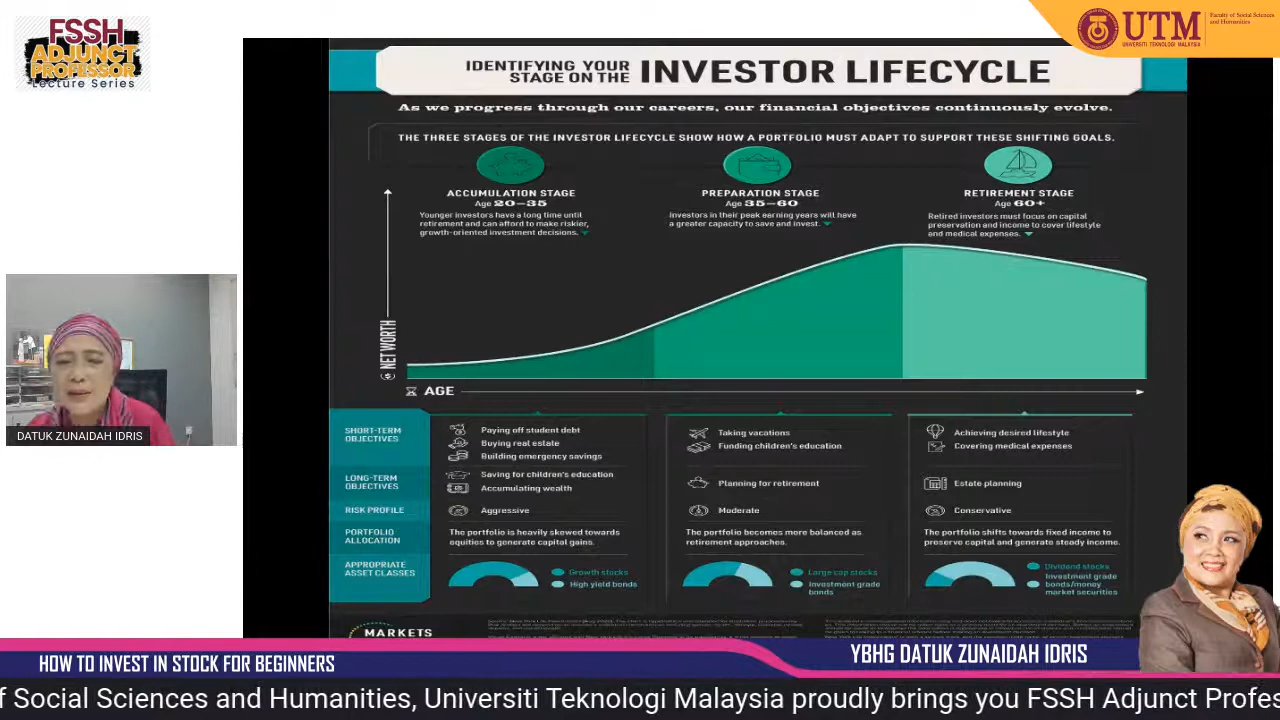 FSSH
ADJUNCT
PROFESSOR
Lecture Series
UTM
UNIVERSITI TEKNOLOGI MALAYSIA
Faculty of Social Sciences
and Humanities
IDENTIFYING YOUR
STAGE ON THE
INVESTOR LIFECYCLE
As we progress through our careers, our financial objectives continuously evolve.
THE THREE STAGES OF THE INVESTOR LIFECYCLE SHOW HOW A PORTFOLIO MUST ADAPT TO SUPPORT THESE SHIFTING GOALS.
ACCUMULATION STAGE
Age 20–35
Younger investors have a long time until
retirement and can afford to make riskier,
growth-oriented investment decisions.
PREPARATION STAGE
Age 35–60
Investors in their peak earning years will have
a greater capacity to save and invest.
RETIREMENT STAGE
Age 60+
Retired investors must focus on capital
preservation and income to cover lifestyle
and medical expenses.
NET WORTH
AGE
SHORT-TERM
OBJECTIVES
Paying off student debt
Buying real estate
Building emergency savings
Taking vacations
Funding children's education
Achieving desired lifestyle
Covering medical expenses
LONG-TERM
OBJECTIVES
Saving for children's education
Accumulating wealth
Planning for retirement
Estate planning
RISK PROFILE
Aggressive
Moderate
Conservative
PORTFOLIO
ALLOCATION
The portfolio is heavily skewed towards
equities to generate capital gains.
The portfolio becomes more balanced as
retirement approaches.
The portfolio shifts towards fixed income to
preserve capital and generate steady income.
APPROPRIATE
ASSET CLASSES
Growth stocks
High yield bonds
Large cap stocks
Investment grade
bonds
Dividend stocks
Investment grade
bonds/money
market securities
MARKETS
DATUK ZUNAIDAH IDRIS
HOW TO INVEST IN STOCK FOR BEGINNERS
YBHG DATUK ZUNAIDAH IDRIS
f Social Sciences and Humanities, Universiti Teknologi Malaysia proudly brings you FSSH Adjunct Profes